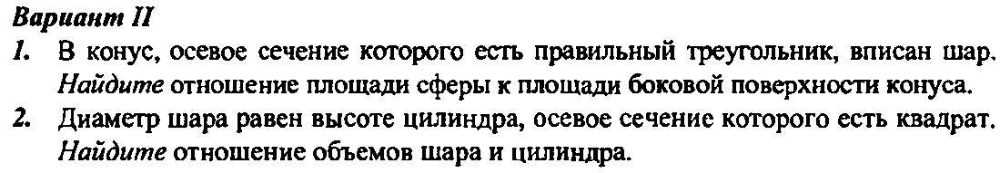 Вариант II
1. В конус, осевое сечение которого есть правильный треугольник, вписан шар.
Найдите отношение площади сферы к площади боковой поверхности конуса.
2. Диаметр шара равен высоте цилиндра, осевое сечение которого есть квадрат.
Найдите отношение объемов шара и цилиндра.